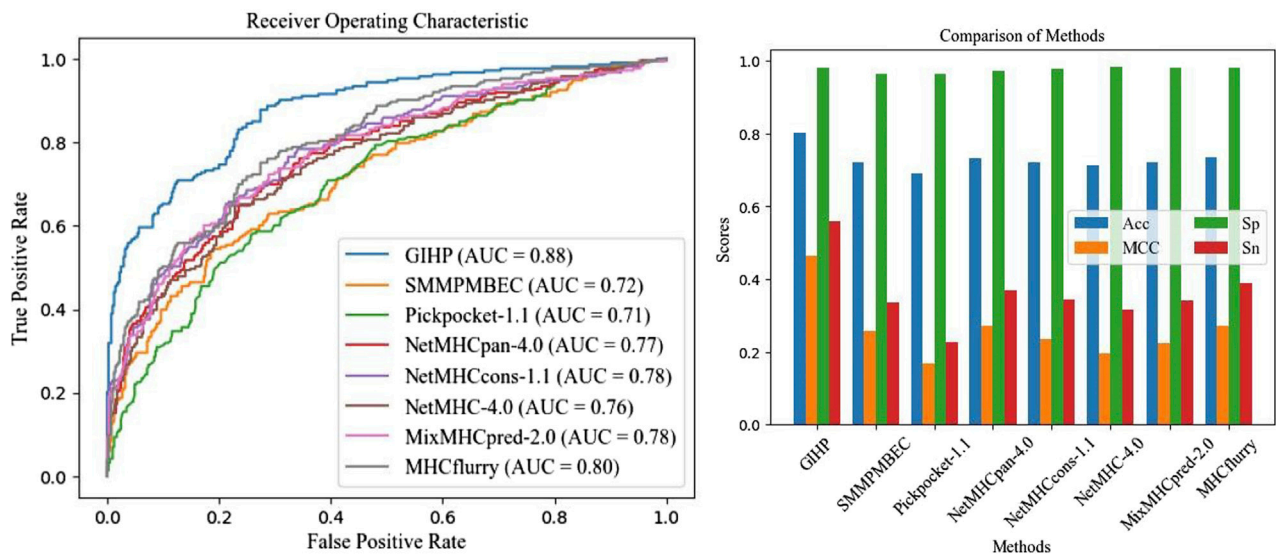 Receiver Operating Characteristic
True Positive Rate
1.0
0.8
0.6
0.4
0.2
0.0
GIHP (AUC = 0.88)
SMMPMBEC (AUC = 0.72)
Pickpocket-1.1 (AUC = 0.71)
NetMHCpan-4.0 (AUC = 0.77)
NetMHCcons-1.1 (AUC = 0.78)
NetMHC-4.0 (AUC = 0.76)
MixMHCpred-2.0 (AUC = 0.78)
MHCflurry (AUC = 0.80)
0.0 0.2 0.4 0.6 0.8 1.0
False Positive Rate
Comparison of Methods
Scores
1.0
0.8
0.6
0.4
0.2
0.0
Acc Sp
MCC Sn
GIHP
SMMPMBEC
Pickpocket-1.1
NetMHCpan-4.0
NetMHCcons-1.1
NetMHC-4.0
MixMHCpred-2.0
MHCflurry
Methods